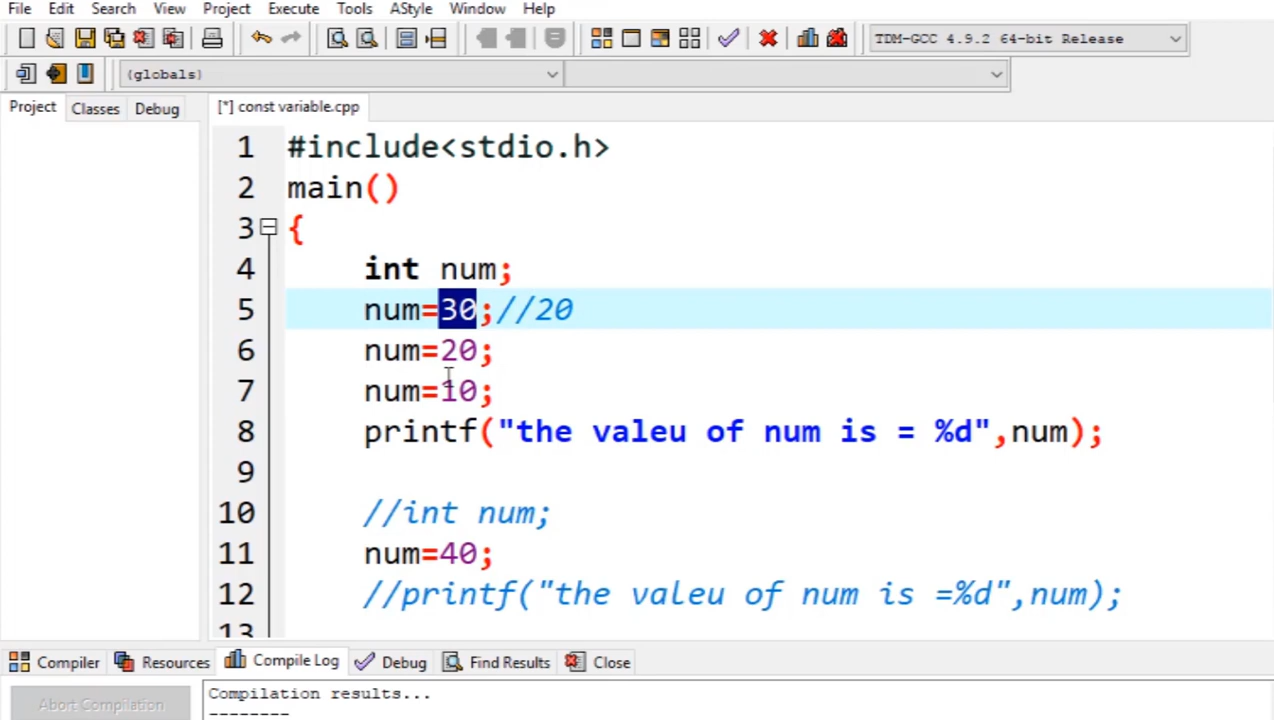 File Edit Search View Project Execute Tools AStyle Window Help
TDM-GCC 4.9.2 64-bit Release
(globals)
Project Classes Debug [*] const variable.cpp
1 #include<stdio.h>
2 main()
3 {
4 int num;
5 num=30;//20
6 num=20;
7 num=10;
8 printf("the valeu of num is = %d",num);
9
10 //int num;
11 num=40;
12 //printf("the valeu of num is =%d",num);
13
Compiler Resources Compile Log Debug Find Results Close
Abort Compilation
Compilation results...
--------